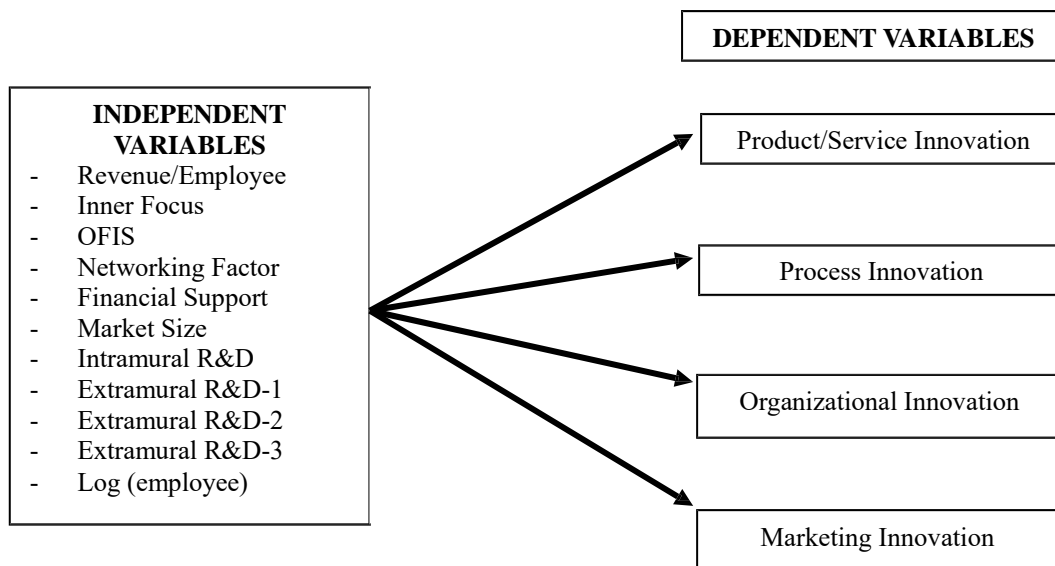 DEPENDENT VARIABLES
INDEPENDENT
VARIABLES
- Revenue/Employee
- Inner Focus
- OFIS
- Networking Factor
- Financial Support
- Market Size
- Intramural R&D
- Extramural R&D-1
- Extramural R&D-2
- Extramural R&D-3
- Log (employee)
Product/Service Innovation
Process Innovation
Organizational Innovation
Marketing Innovation